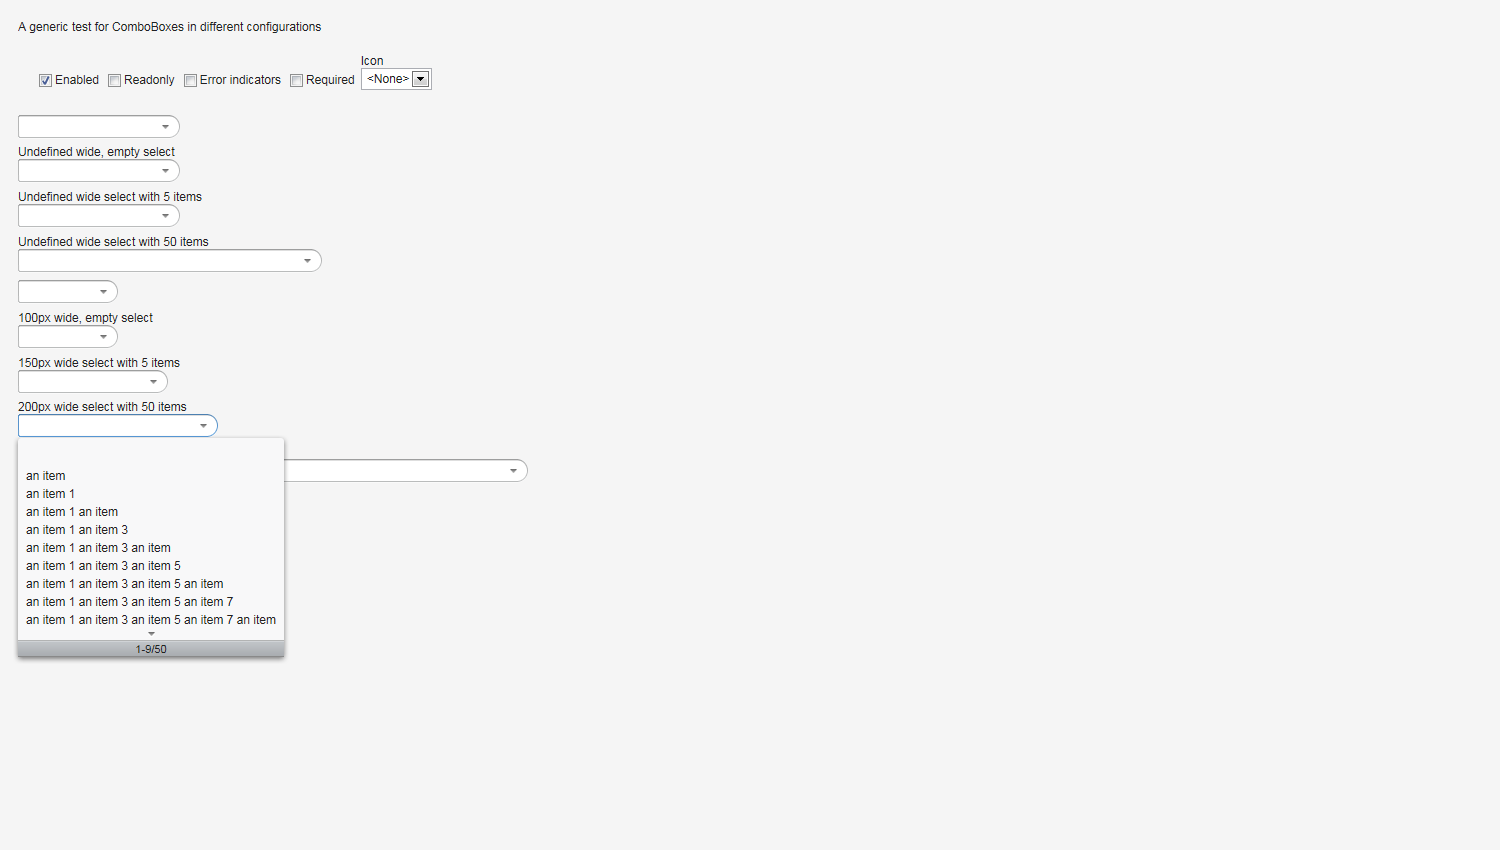 A generic test for ComboBoxes in different configurations
Icon
Enabled Readonly Error indicators Required <None>
Undefined wide, empty select
Undefined wide select with 5 items
Undefined wide select with 50 items
100px wide, empty select
150px wide select with 5 items
200px wide select with 50 items
an item
an item 1
an item 1 an item
an item 1 an item 3
an item 1 an item 3 an item
an item 1 an item 3 an item 5
an item 1 an item 3 an item 5 an item
an item 1 an item 3 an item 5 an item 7
an item 1 an item 3 an item 5 an item 7 an item
1-9/50